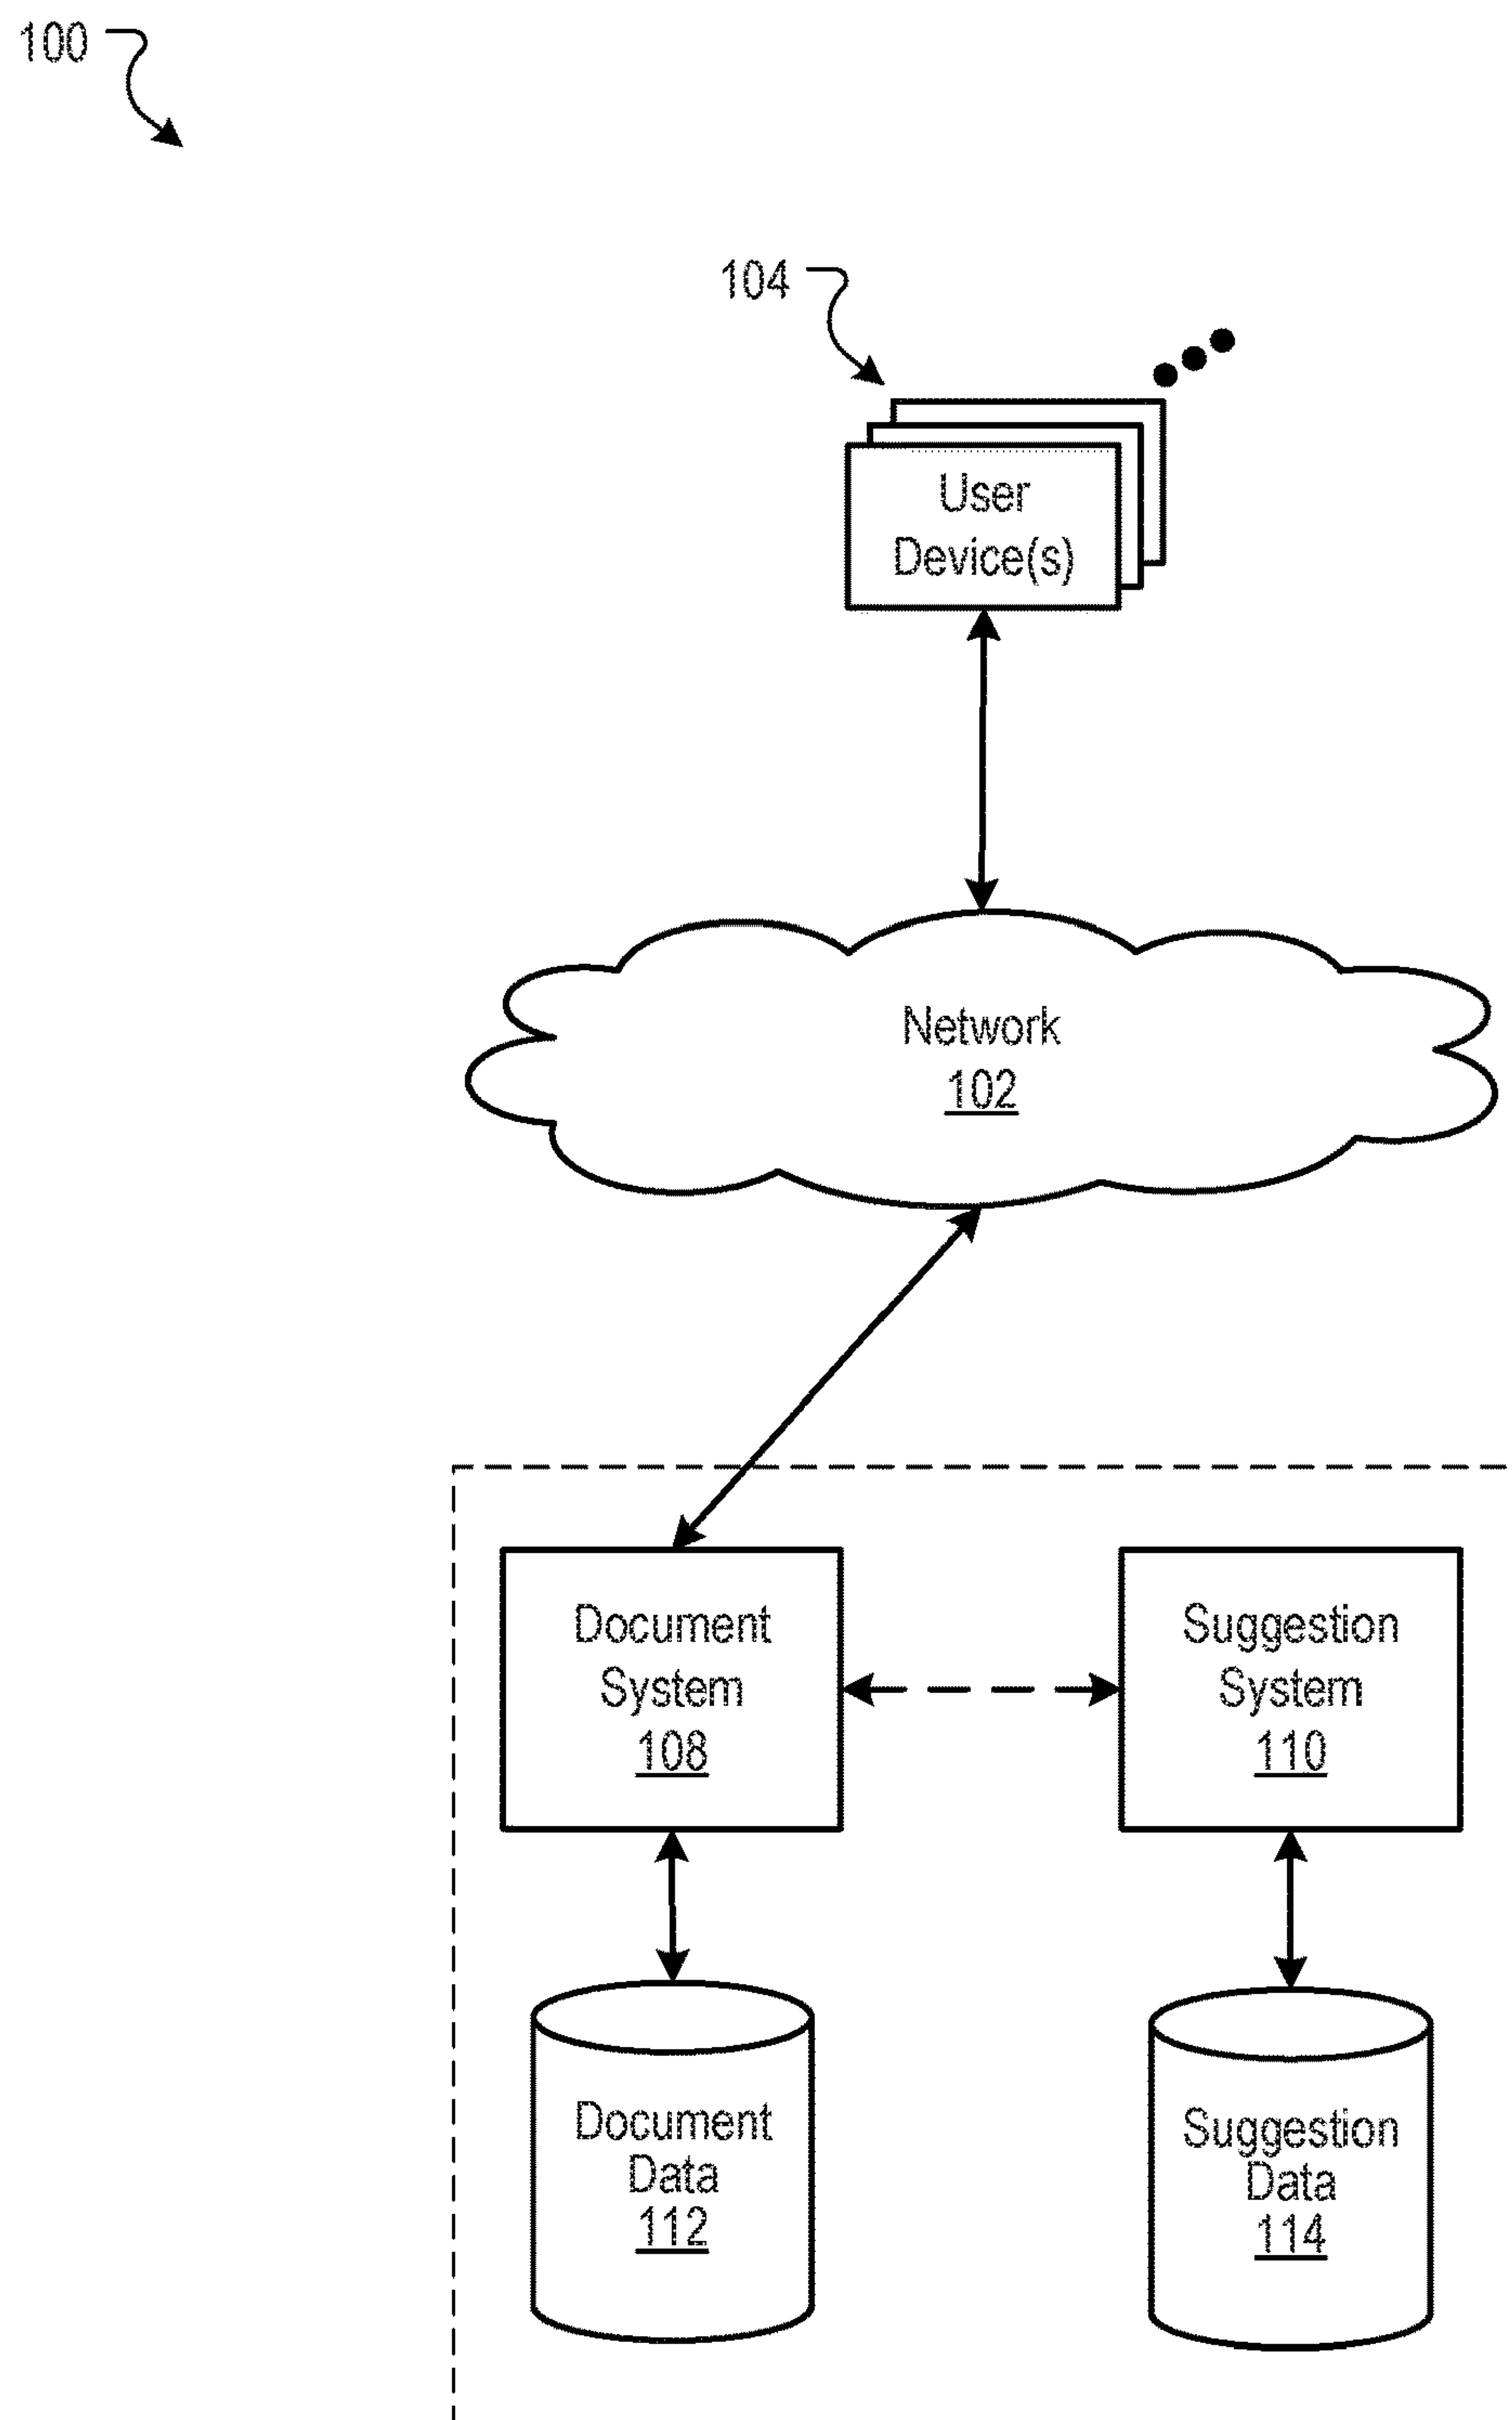 100
104
User
Device(s)
Network
102
Document
System
108
Suggestion
System
110
Document
Data
112
Suggestion
Data
114